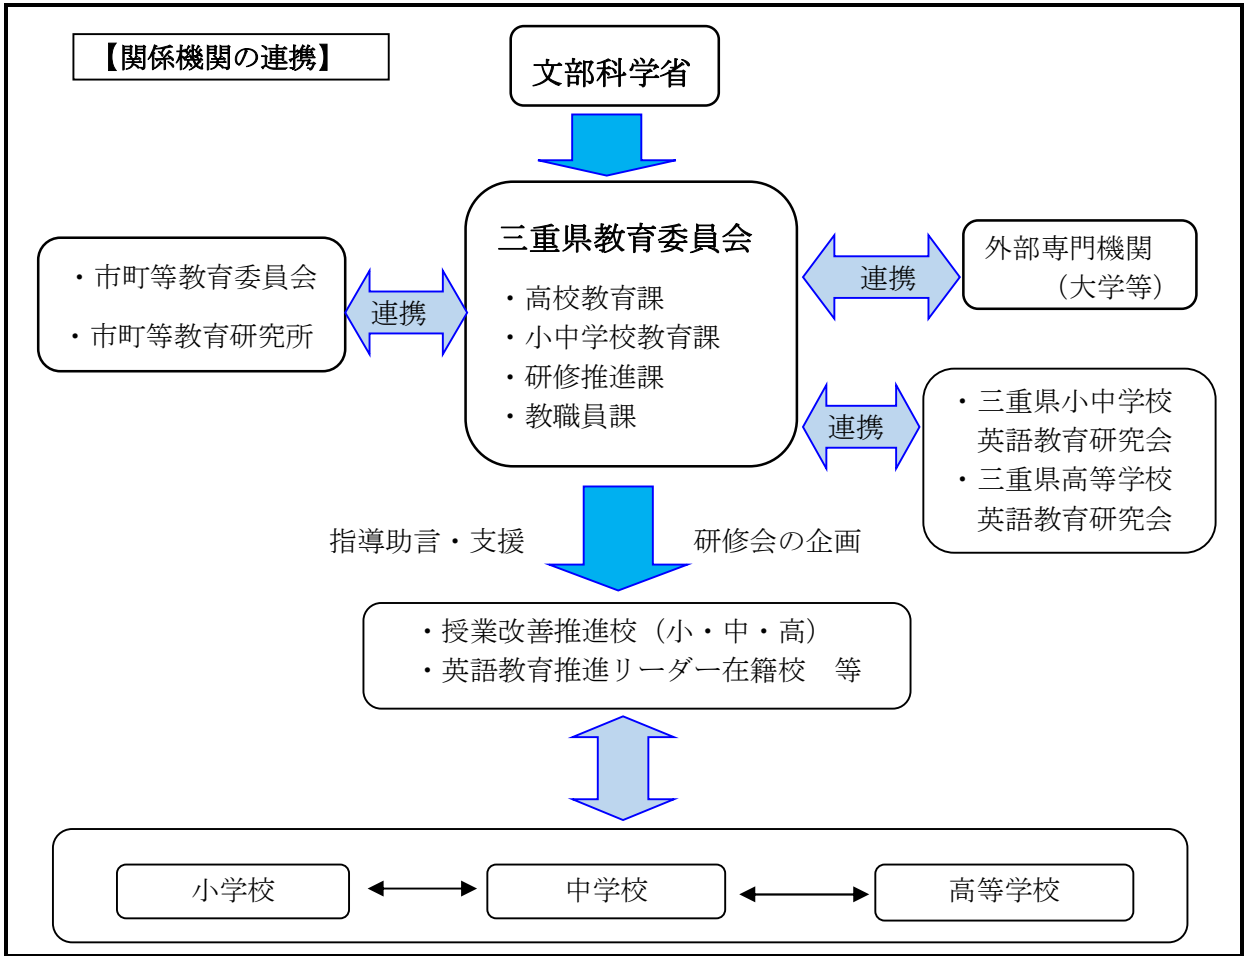 【関係機関の連携】
文部科学省
三重県教育委員会
・高校教育課
・小中学校教育課
・研修推進課
・教職員課
・市町等教育委員会
・市町等教育研究所
連携
連携
外部専門機関
（大学等）
連携
・三重県小中学校
英語教育研究会
・三重県高等学校
英語教育研究会
指導助言・支援
研修会の企画
・授業改善推進校（小・中・高）
・英語教育推進リーダー在籍校　等
小学校
中学校
高等学校